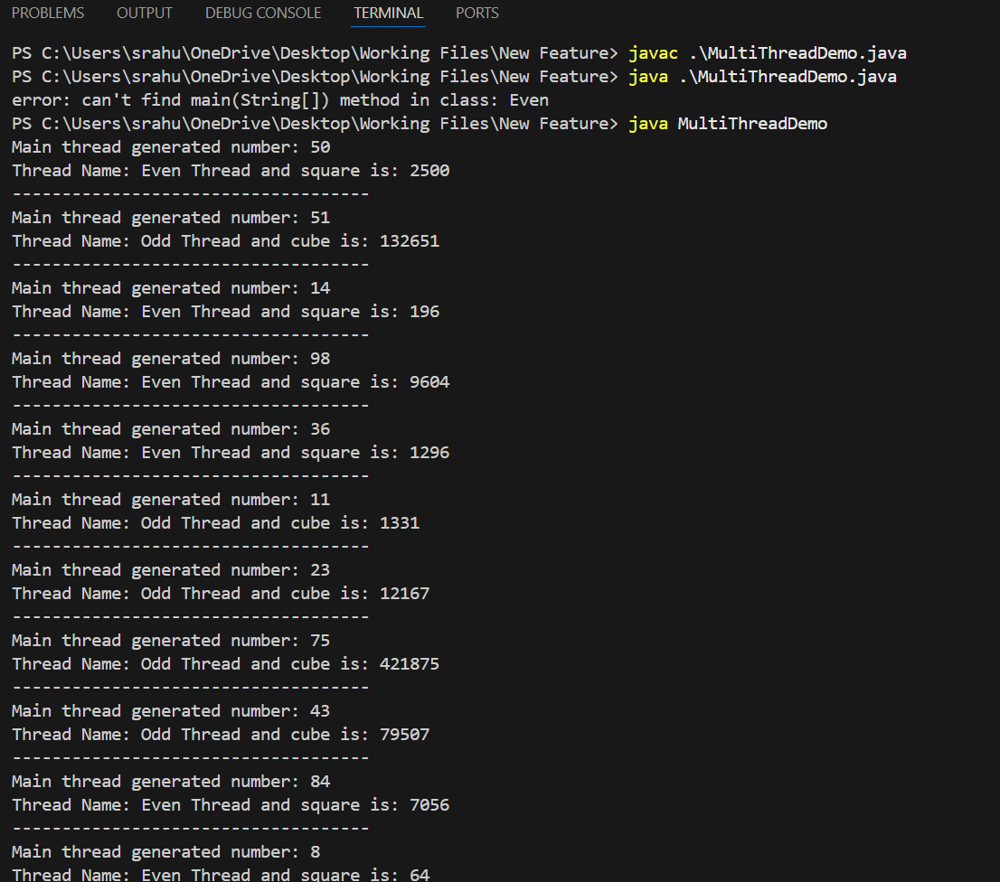 PROBLEMS OUTPUT DEBUG CONSOLE TERMINAL PORTS
PS C:\Users\srahu\OneDrive\Desktop\Working Files\New Feature> javac .\MultiThreadDemo.java
PS C:\Users\srahu\OneDrive\Desktop\Working Files\New Feature> java .\MultiThreadDemo.java
error: can't find main(String[]) method in class: Even
PS C:\Users\srahu\OneDrive\Desktop\Working Files\New Feature> java MultiThreadDemo
Main thread generated number: 50
Thread Name: Even Thread and square is: 2500
------------------------------------
Main thread generated number: 51
Thread Name: Odd Thread and cube is: 132651
------------------------------------
Main thread generated number: 14
Thread Name: Even Thread and square is: 196
------------------------------------
Main thread generated number: 98
Thread Name: Even Thread and square is: 9604
------------------------------------
Main thread generated number: 36
Thread Name: Even Thread and square is: 1296
------------------------------------
Main thread generated number: 11
Thread Name: Odd Thread and cube is: 1331
------------------------------------
Main thread generated number: 23
Thread Name: Odd Thread and cube is: 12167
------------------------------------
Main thread generated number: 75
Thread Name: Odd Thread and cube is: 421875
------------------------------------
Main thread generated number: 43
Thread Name: Odd Thread and cube is: 79507
------------------------------------
Main thread generated number: 84
Thread Name: Even Thread and square is: 7056
------------------------------------
Main thread generated number: 8
Thread Name: Even Thread and square is: 64